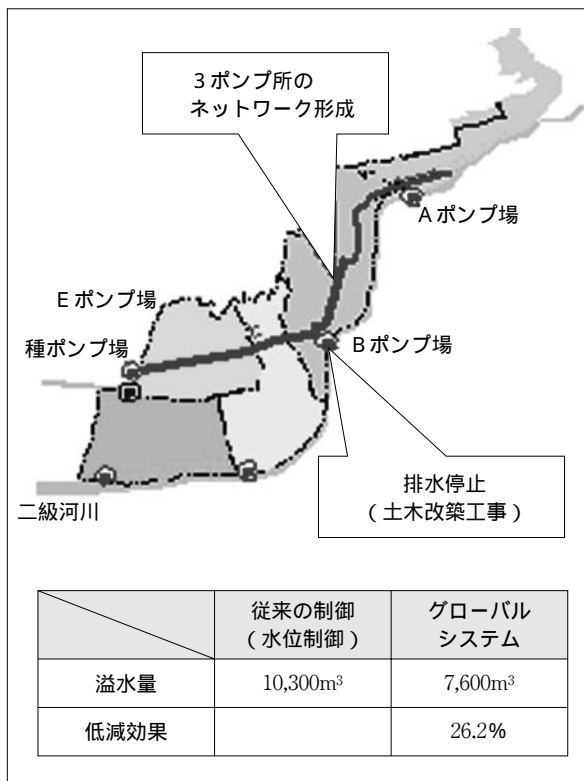 3ポンプ所の
ネットワーク形成
Aポンプ場
Eポンプ場
種ポンプ場
Bポンプ場
排水停止
(土木改築工事)
二級河川
従来の制御
(水位制御)
グローバル
システム
溢水量
10,300m³
7,600m³
低減効果
26.2%